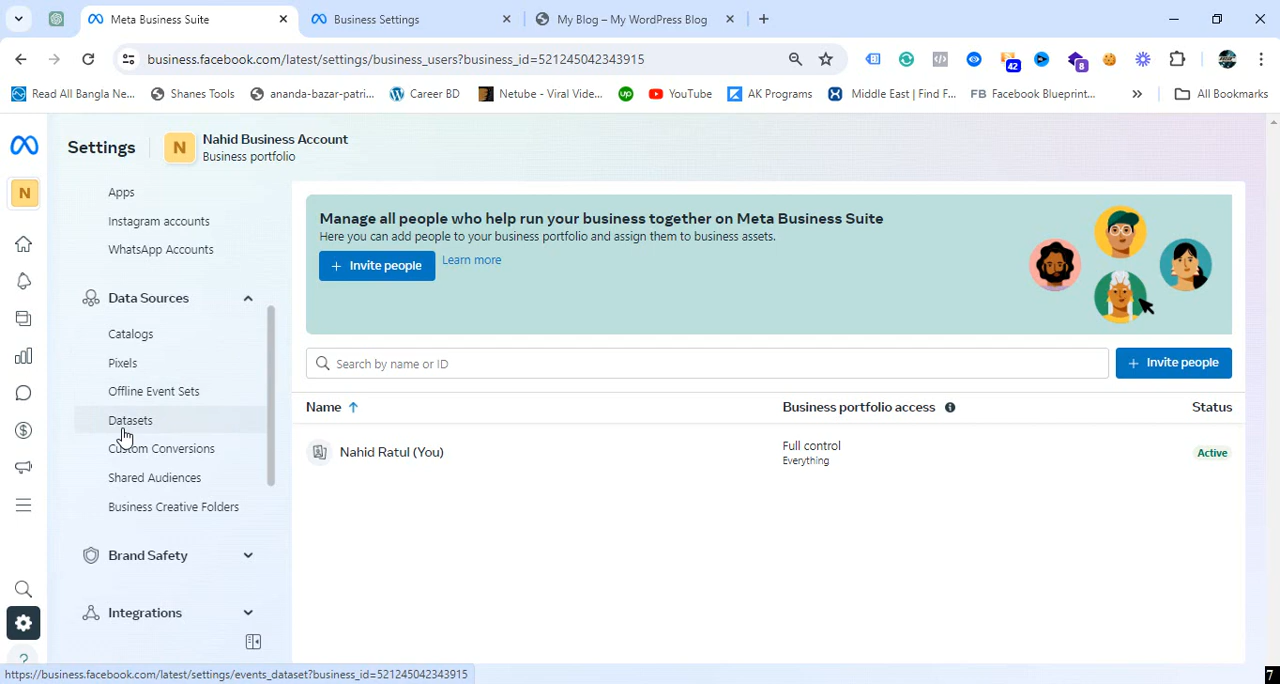 Meta Business Suite
Business Settings
My Blog – My WordPress Blog
business.facebook.com/latest/settings/business_users?business_id=521245042343915
42
8
Read All Bangla Ne...
Shanes Tools
ananda-bazar-patri...
Career BD
Netube - Viral Vide...
up
YouTube
AK Programs
Middle East | Find F...
FB Facebook Blueprint...
All Bookmarks
Settings
N
Nahid Business Account
Business portfolio
N
Apps
Instagram accounts
WhatsApp Accounts
Data Sources
Catalogs
Pixels
Offline Event Sets
Datasets
Custom Conversions
Shared Audiences
Business Creative Folders
Brand Safety
Integrations
Manage all people who help run your business together on Meta Business Suite
Here you can add people to your business portfolio and assign them to business assets.
+ Invite people
Learn more
Search by name or ID
+ Invite people
Name
Business portfolio access
Status
Nahid Ratul (You)
Full control
Everything
Active
https://business.facebook.com/latest/settings/events_dataset?business_id=521245042343915
7